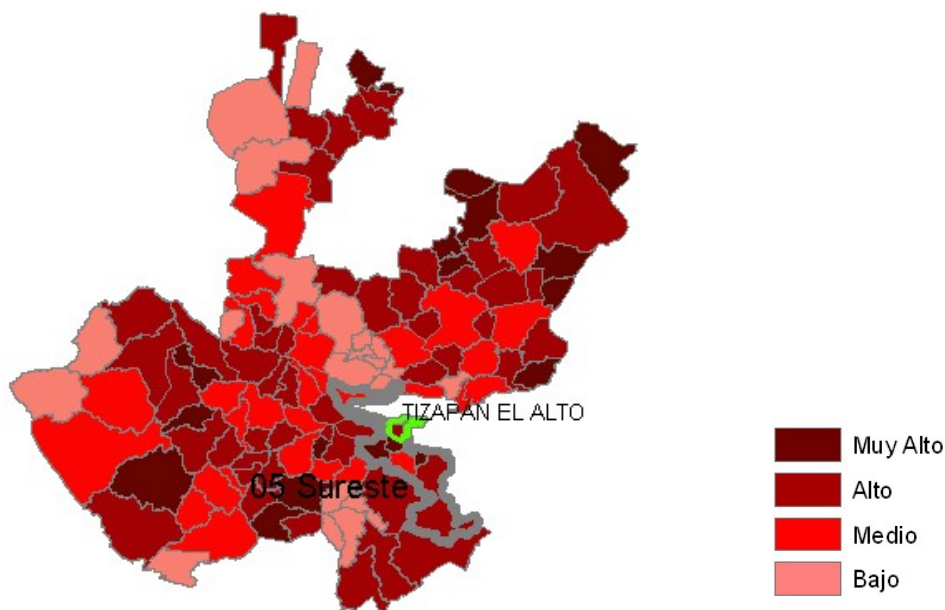 TIZAPAN EL ALTO
05 Sureste
Muy Alto
Alto
Medio
Bajo